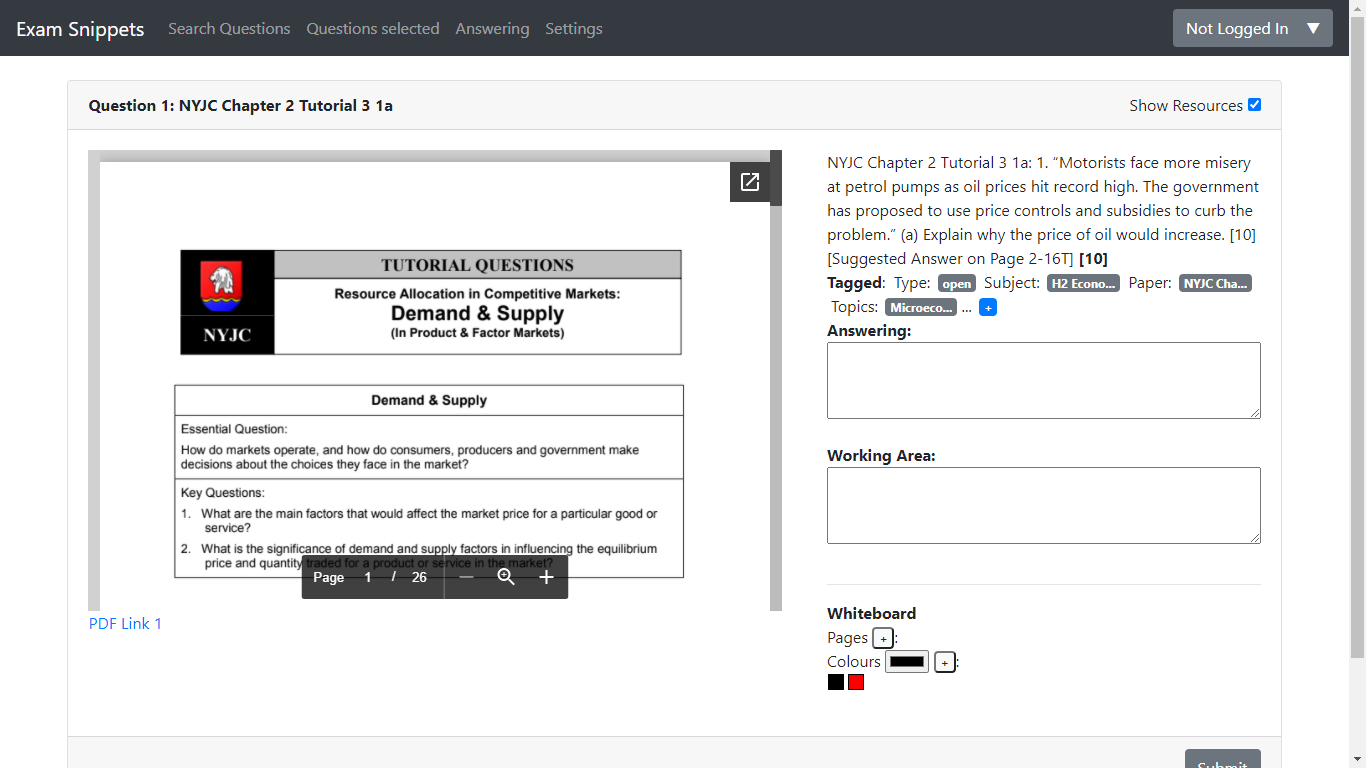 Exam Snippets Search Questions Questions selected Answering Settings Not Logged In ▼
Question 1: NYJC Chapter 2 Tutorial 3 1a Show Resources
TUTORIAL QUESTIONS
Resource Allocation in Competitive Markets:
Demand & Supply
(In Product & Factor Markets)
NYJC
Demand & Supply
Essential Question:
How do markets operate, and how do consumers, producers and government make
decisions about the choices they face in the market?
Key Questions:
1. What are the main factors that would affect the market price for a particular good or
service?
2. What is the significance of demand and supply factors in influencing the equilibrium
price and quantity traded for a product or service in the market?
Page 1 / 26
PDF Link 1
NYJC Chapter 2 Tutorial 3 1a: 1. “Motorists face more misery
at petrol pumps as oil prices hit record high. The government
has proposed to use price controls and subsidies to curb the
problem.” (a) Explain why the price of oil would increase. [10]
[Suggested Answer on Page 2-16T] [10]
Tagged: Type: open Subject: H2 Econo... Paper: NYJC Cha...
Topics: Microeco... ... +
Answering:
Working Area:
Whiteboard
Pages +:
Colours +:
Submit